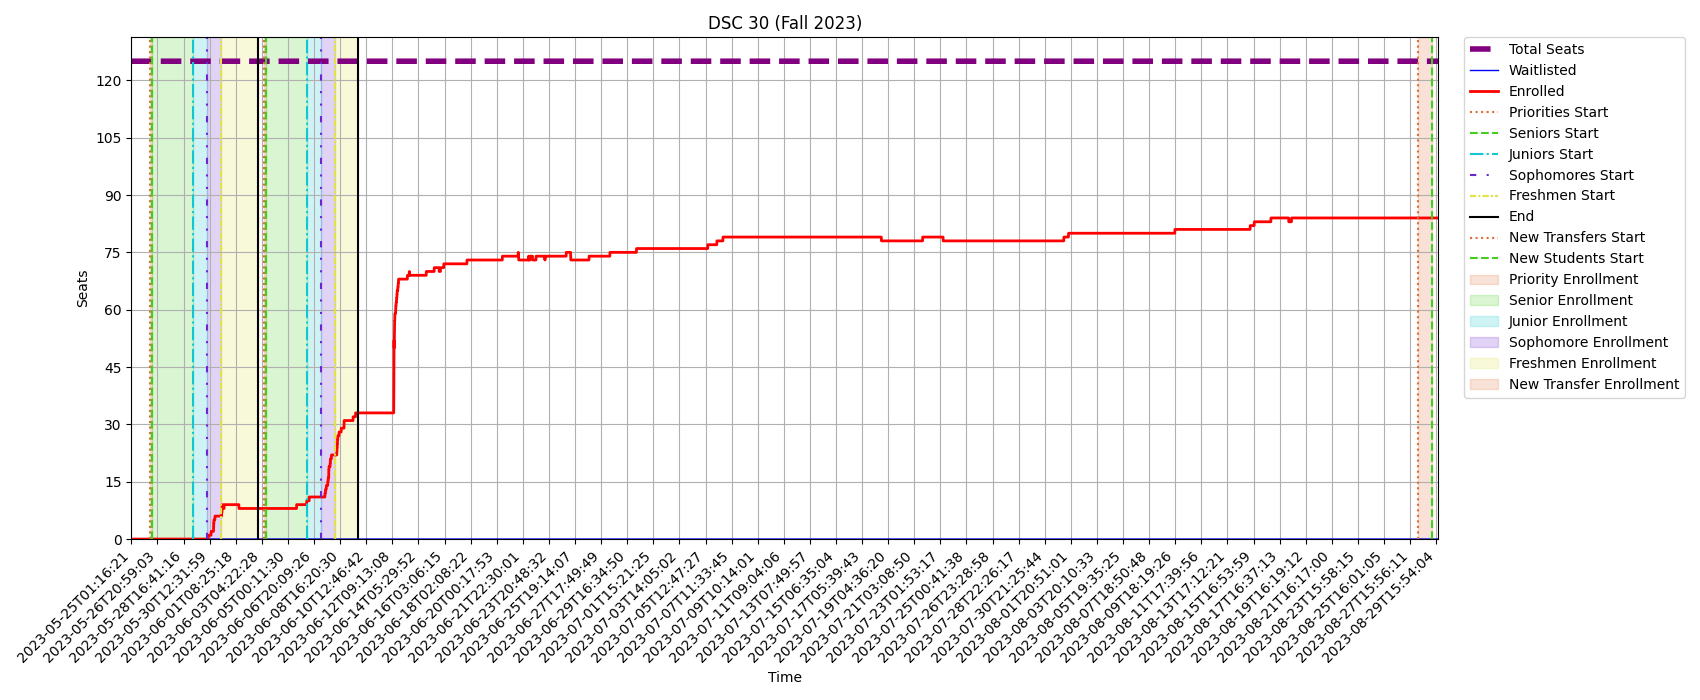 DSC 30 (Fall 2023)
Seats
120
105
90
75
60
45
30
15
0
2023-05-25T01:16:21
2023-05-26T20:59:03
2023-05-28T16:41:16
2023-05-30T12:31:59
2023-06-01T08:25:18
2023-06-03T04:22:28
2023-06-05T00:11:30
2023-06-06T20:09:26
2023-06-08T16:20:30
2023-06-10T12:46:42
2023-06-12T09:13:08
2023-06-14T05:29:52
2023-06-16T03:06:15
2023-06-18T02:08:22
2023-06-20T00:17:53
2023-06-21T22:30:01
2023-06-23T20:48:32
2023-06-25T19:14:07
2023-06-27T17:49:49
2023-06-29T16:34:50
2023-07-01T15:21:25
2023-07-03T14:05:02
2023-07-05T12:47:27
2023-07-07T11:33:45
2023-07-09T10:14:01
2023-07-11T09:04:06
2023-07-13T07:49:57
2023-07-15T06:35:04
2023-07-17T05:39:43
2023-07-19T04:36:20
2023-07-21T03:08:50
2023-07-23T01:53:17
2023-07-25T00:41:38
2023-07-26T23:28:58
2023-07-28T22:26:17
2023-07-30T21:25:44
2023-08-01T20:51:01
2023-08-03T20:10:33
2023-08-05T19:35:25
2023-08-07T18:50:48
2023-08-09T18:19:26
2023-08-11T17:39:56
2023-08-13T17:12:21
2023-08-15T16:53:59
2023-08-17T16:37:13
2023-08-19T16:19:12
2023-08-21T16:17:00
2023-08-23T15:58:15
2023-08-25T16:01:05
2023-08-27T15:56:11
2023-08-29T15:54:04
Time
Total Seats
Waitlisted
Enrolled
Priorities Start
Seniors Start
Juniors Start
Sophomores Start
Freshmen Start
End
New Transfers Start
New Students Start
Priority Enrollment
Senior Enrollment
Junior Enrollment
Sophomore Enrollment
Freshmen Enrollment
New Transfer Enrollment